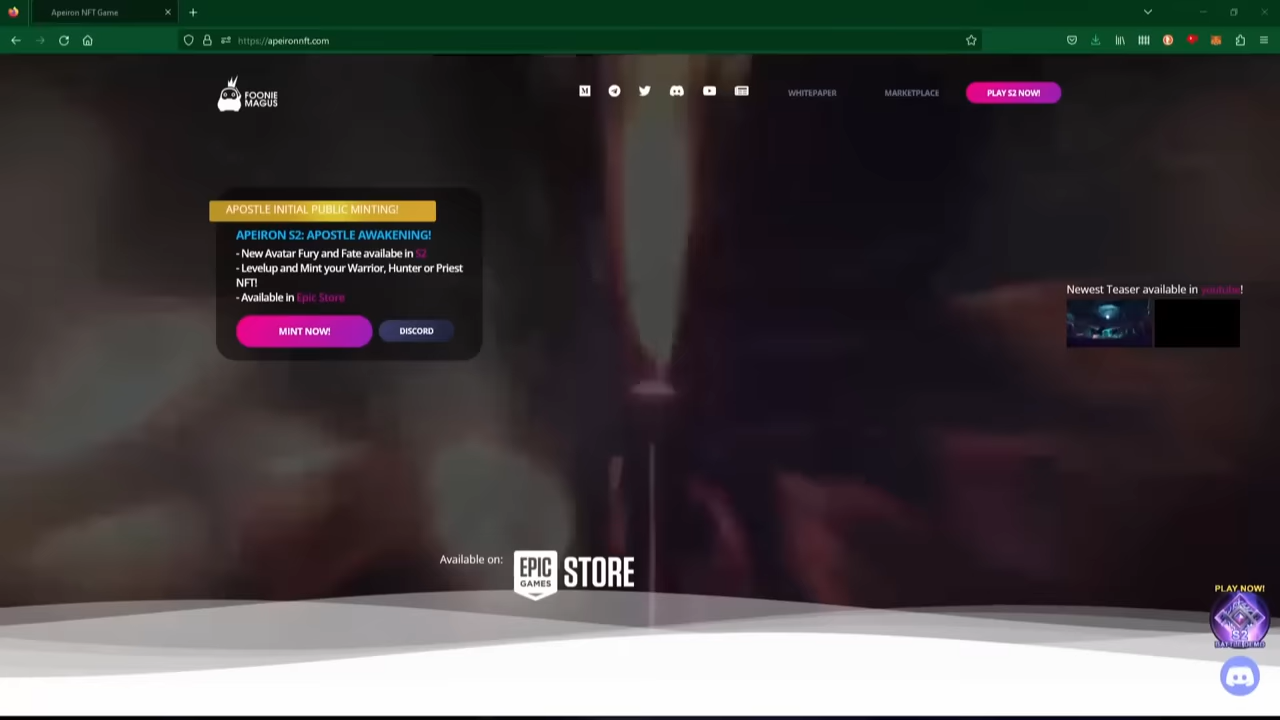 Apeiron NFT Game
https://apeironnft.com
FOONIE
MAGUS
WHITEPAPER
MARKETPLACE
PLAY S2 NOW!
APOSTLE INITIAL PUBLIC MINTING!
APEIRON S2: APOSTLE AWAKENING!
- New Avatar Fury and Fate availabe in S2
- Levelup and Mint your Warrior, Hunter or Priest
NFT!
- Available in Epic Store
MINT NOW!
DISCORD
Newest Teaser available in youtube!
Available on:
EPIC
GAMES
STORE
PLAY NOW!
S2
BATTLE DEMO